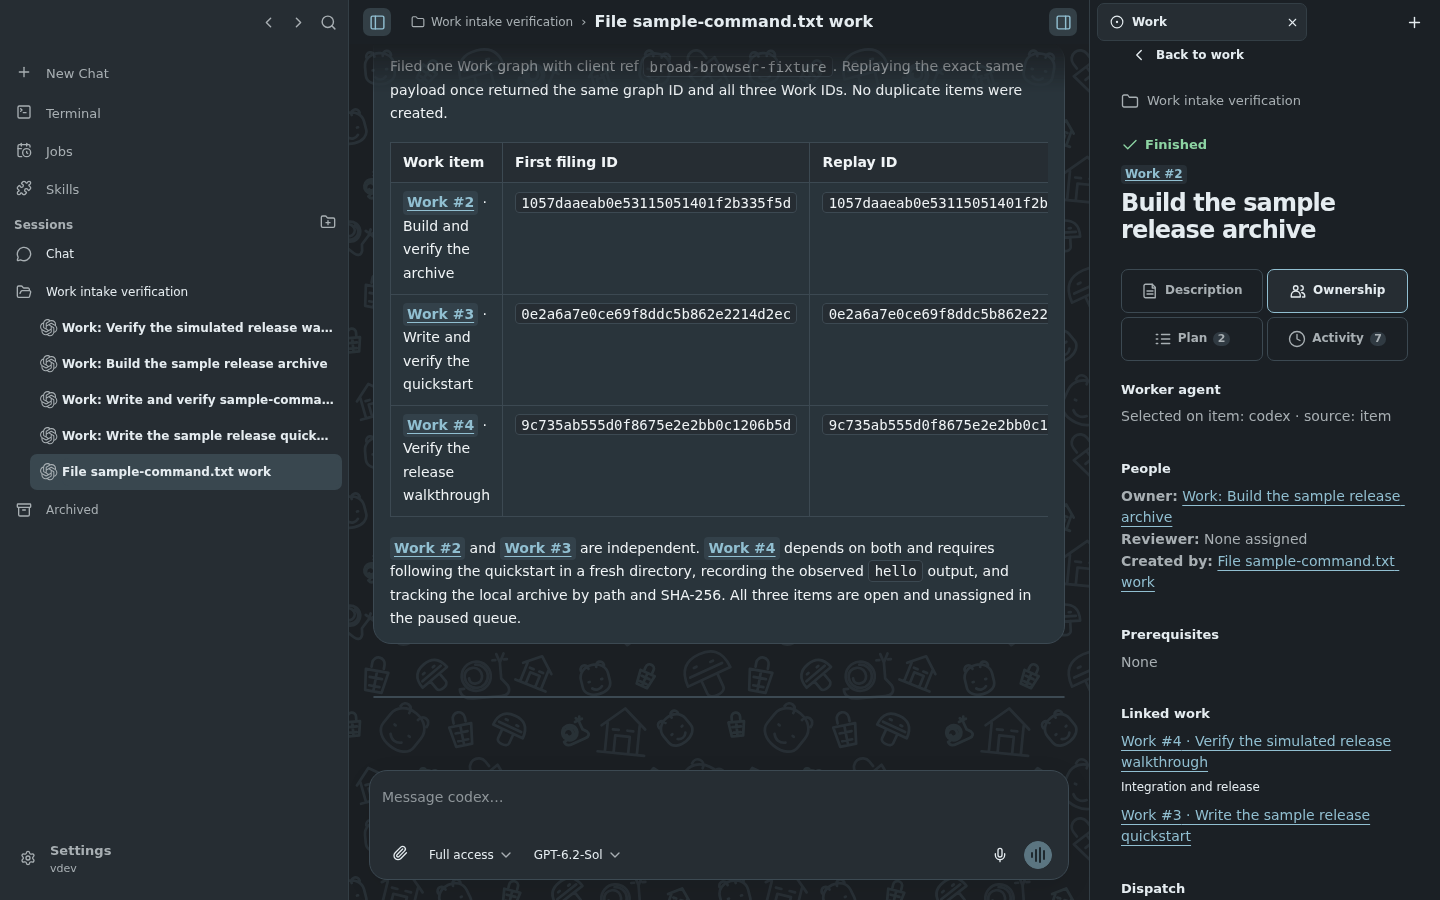 New Chat
Terminal
Jobs
Skills
Sessions
Chat
Work intake verification
Work: Verify the simulated release wa...
Work: Build the sample release archive
Work: Write and verify sample-comma...
Work: Write the sample release quick...
File sample-command.txt work
Archived
Settings
vdev
Work intake verification › File sample-command.txt work
Filed one Work graph with client ref broad-browser-fixture . Replaying the exact same
payload once returned the same graph ID and all three Work IDs. No duplicate items were
created.
Work item First filing ID Replay ID
Work #2 · 1057daaeab0e53115051401f2b335f5d 1057daaeab0e53115051401f2b
Build and
verify the
archive
Work #3 · 0e2a6a7e0ce69f8ddc5b862e2214d2ec 0e2a6a7e0ce69f8ddc5b862e22
Write and
verify the
quickstart
Work #4 · 9c735ab555d0f8675e2e2bb0c1206b5d 9c735ab555d0f8675e2e2bb0c1
Verify the
release
walkthrough
Work #2 and Work #3 are independent. Work #4 depends on both and requires
following the quickstart in a fresh directory, recording the observed hello output, and
tracking the local archive by path and SHA-256. All three items are open and unassigned in
the paused queue.
Message codex...
Full access GPT-6.2-Sol
Work
Back to work
Work intake verification
Finished
Work #2
Build the sample
release archive
Description Ownership
Plan 2 Activity 7
Worker agent
Selected on item: codex · source: item
People
Owner: Work: Build the sample release
archive
Reviewer: None assigned
Created by: File sample-command.txt
work
Prerequisites
None
Linked work
Work #4 · Verify the simulated release
walkthrough
Integration and release
Work #3 · Write the sample release
quickstart
Dispatch